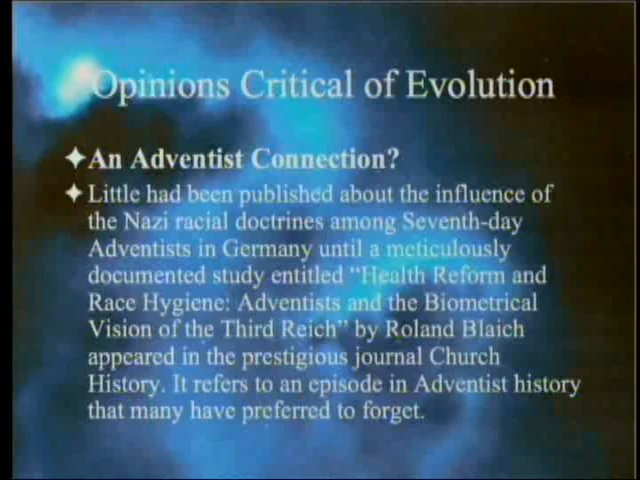 Opinions Critical of Evolution
An Adventist Connection?
Little had been published about the influence of
the Nazi racial doctrines among Seventh-day
Adventists in Germany until a meticulously
documented study entitled “Health Reform and
Race Hygiene: Adventists and the Biometrical
Vision of the Third Reich” by Roland Blaich
appeared in the prestigious journal Church
History. It refers to an episode in Adventist history
that many have preferred to forget.